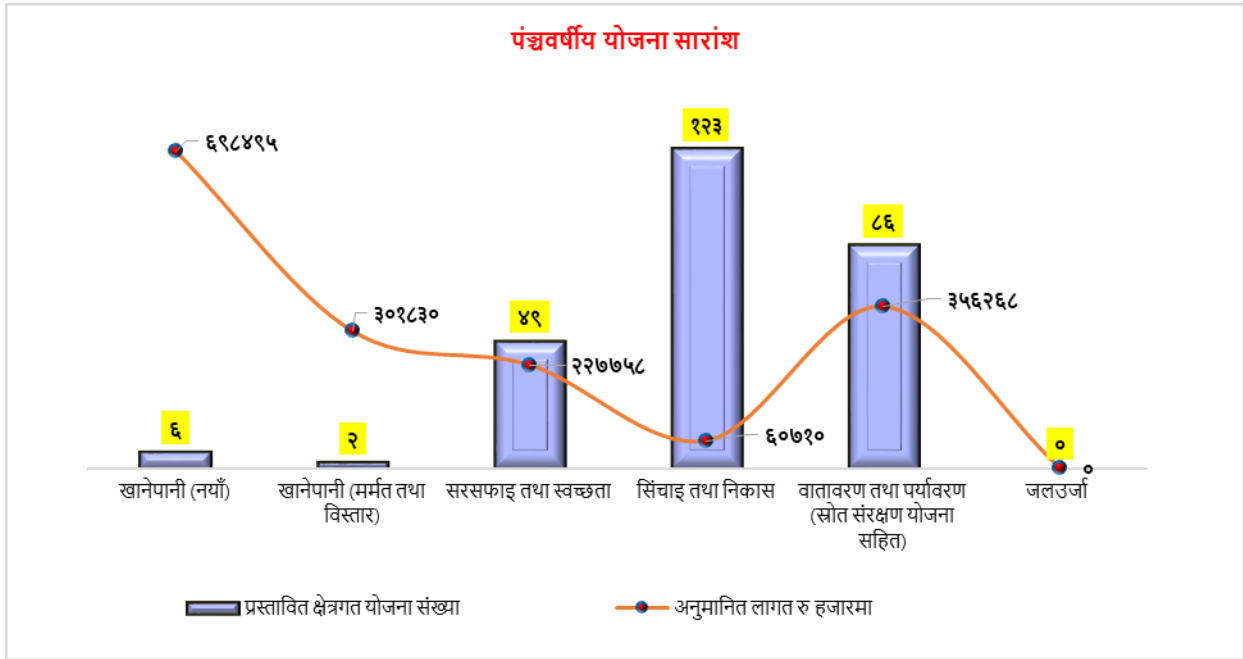 पंञ्चवर्षीय योजना सारांश
६९८४९५
१२३
८६
३५६२६८
३०१८३०
४९
२२७७५८
६
२
६०७१०
०
०
खानेपानी (नयाँ)
खानेपानी (मर्मत तथा
विस्तार)
सरसफाइ तथा स्वच्छता
सिंचाइ तथा निकास
वातावरण तथा पर्यावरण
(स्रोत संरक्षण योजना
सहित)
जलउर्जा
प्रस्तावित क्षेत्रगत योजना संख्या
अनुमानित लागत रु हजारमा